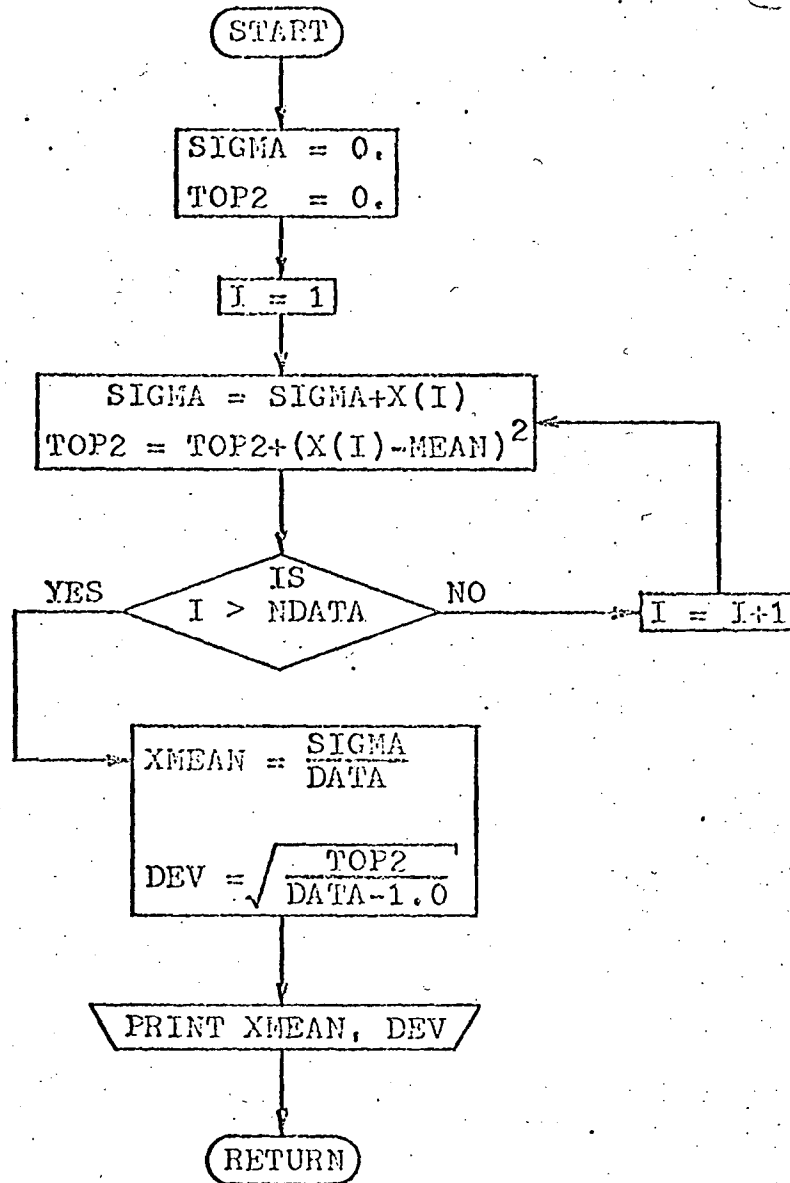 START
SIGMA = 0.
TOP2 = 0.
I = 1
SIGMA = SIGMA+X(I)
TOP2 = TOP2+(X(I)-MEAN)²
IS
YES I > NDATA NO
I = I+1
XMEAN = SIGMA
DATA
DEV = √ TOP2
DATA-1.0
PRINT XMEAN, DEV
RETURN